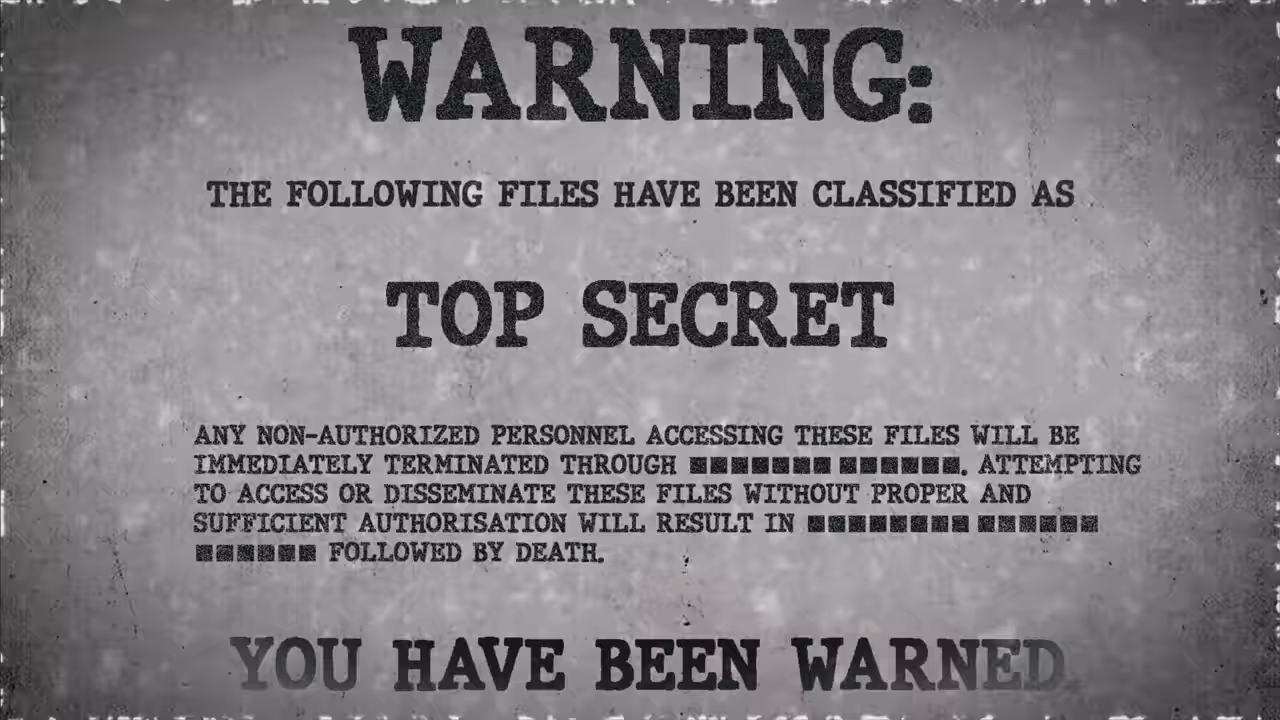 WARNING:
THE FOLLOWING FILES HAVE BEEN CLASSIFIED AS
TOP SECRET
ANY NON-AUTHORIZED PERSONNEL ACCESSING THESE FILES WILL BE
IMMEDIATELY TERMINATED THROUGH ■■■■■■■ ■■■■■■. ATTEMPTING
TO ACCESS OR DISSEMINATE THESE FILES WITHOUT PROPER AND
SUFFICIENT AUTHORISATION WILL RESULT IN ■■■■■■■■ ■■■■■■
■■■■■■ FOLLOWED BY DEATH.
YOU HAVE BEEN WARNED.